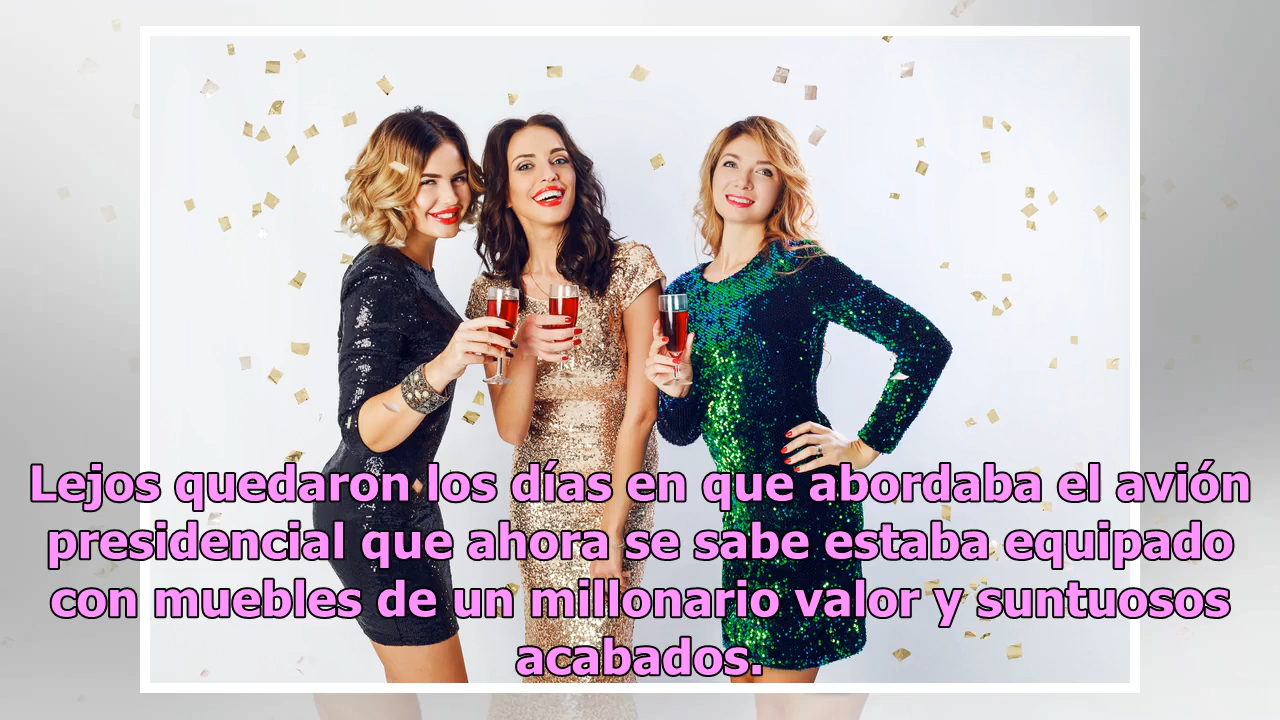 Lejos quedaron los días en que abordaba el avión
presidencial que ahora se sabe estaba equipado
con muebles de un millonario valor y suntuosos
acabados.